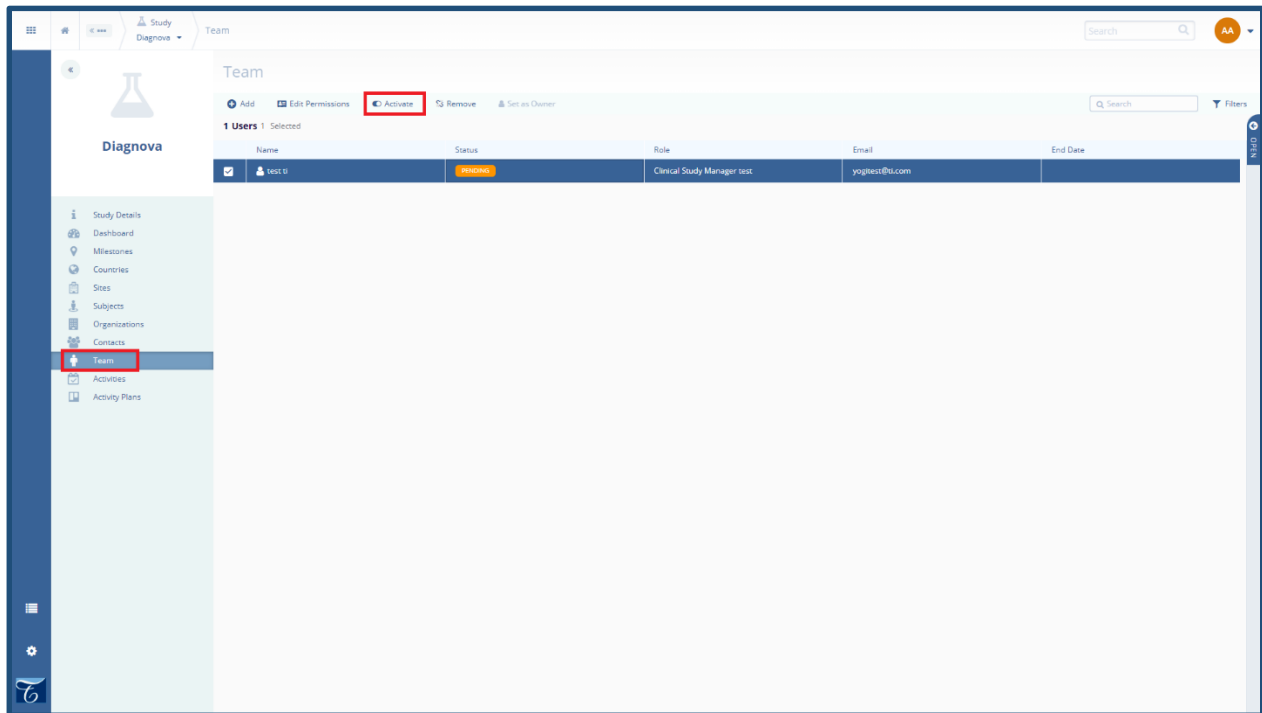 Study
Diagnova
Team
Search
AA
Team
Add Edit Permissions Activate Remove Set as Owner
Search
Filters
1 Users 1 Selected
OPEN
Diagnova
Name Status Role Email End Date
test ti PENDING Clinical Study Manager test yogitest@ti.com
Study Details
Dashboard
Milestones
Countries
Sites
Subjects
Organizations
Contacts
Team
Activities
Activity Plans